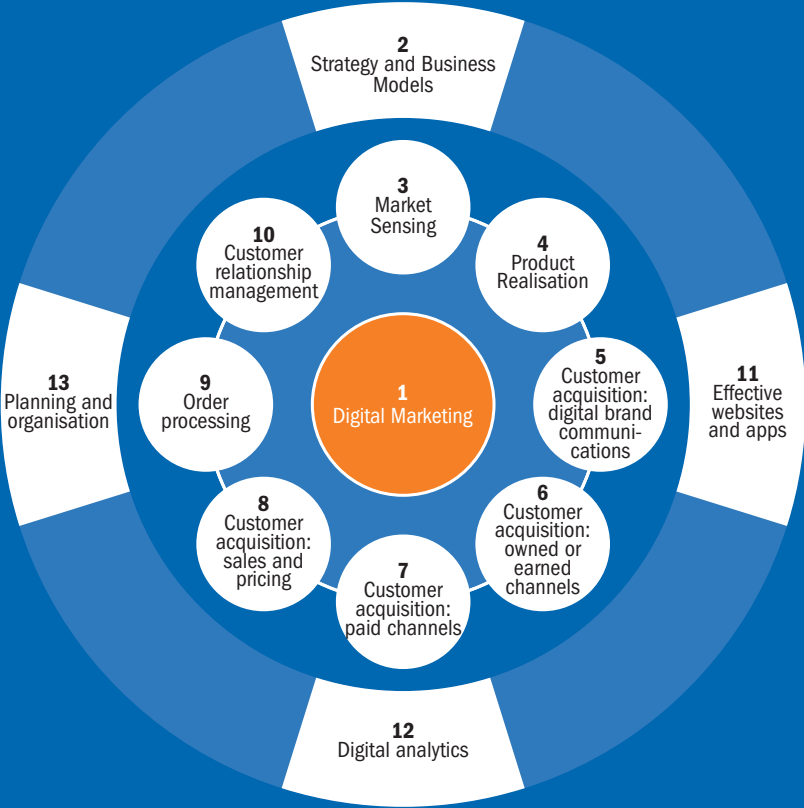 2
Strategy and Business
Models
3
Market
Sensing
10
Customer
relationship
management
4
Product
Realisation
1
Digital Marketing
13
Planning and
organisation
9
Order
processing
5
Customer
acquisition:
digital brand
communi-
cations
11
Effective
websites
and apps
8
Customer
acquisition:
sales and
pricing
6
Customer
acquisition:
owned or
earned
channels
7
Customer
acquisition:
paid channels
12
Digital analytics